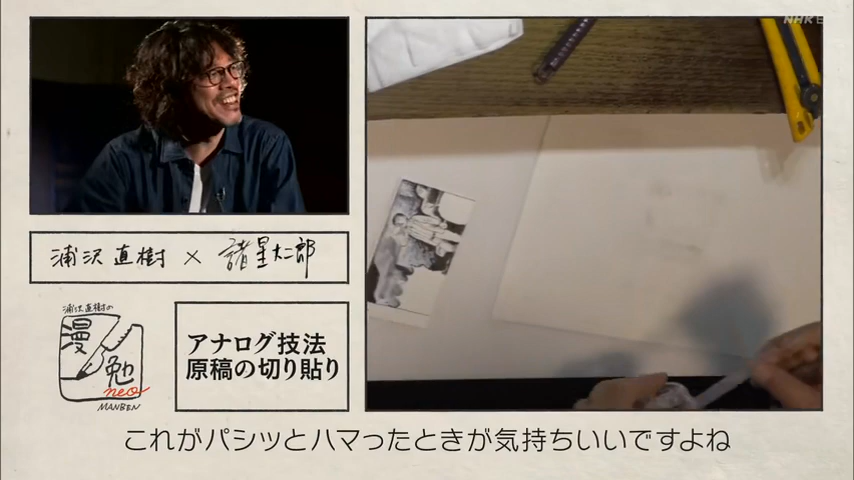 NHK E
浦沢直樹 × 諸星大二郎
浦沢直樹の
漫
勉
neo
MANBEN
アナログ技法
原稿の切り貼り
これがパシッとハマったときが気持ちいいですよね